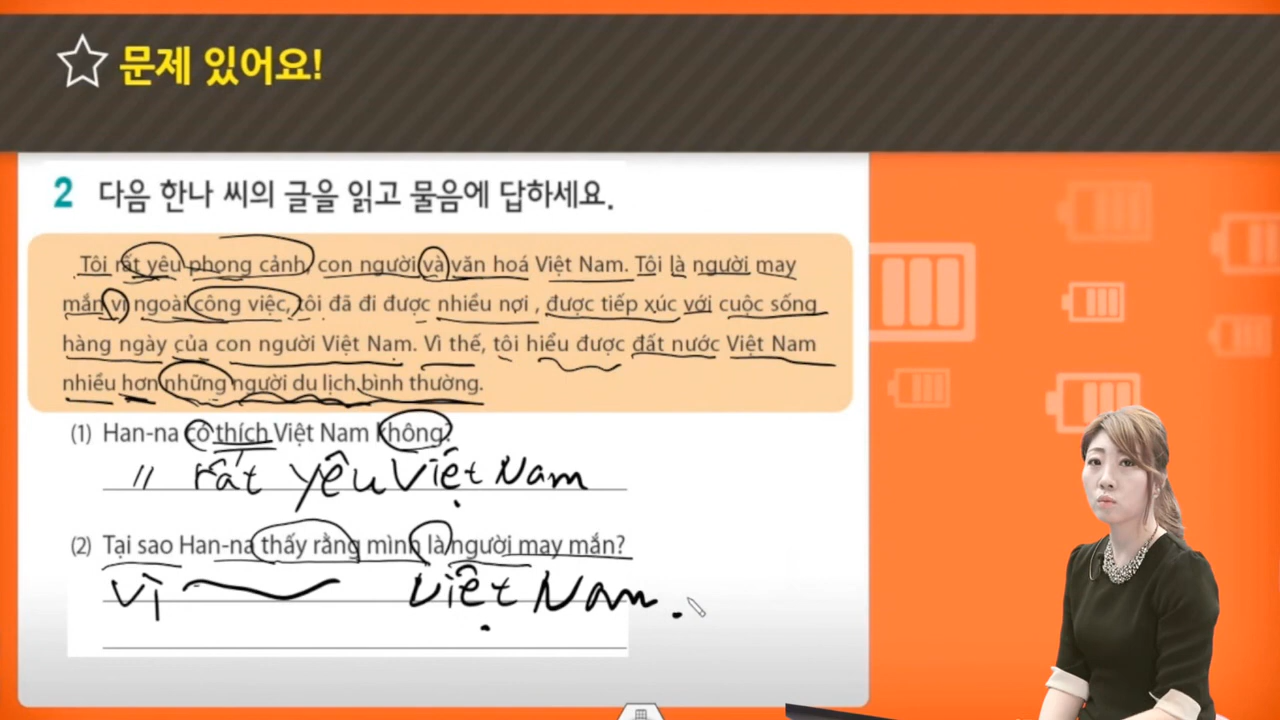 문제 있어요!
2 다음 한나 씨의 글을 읽고 물음에 답하세요.
Tôi rất yêu phong cảnh, con người và văn hoá Việt Nam. Tôi là người may
mắn vì ngoài công việc, tôi đã đi được nhiều nơi , được tiếp xúc với cuộc sống
hàng ngày của con người Việt Nam. Vì thế, tôi hiểu được đất nước Việt Nam
nhiều hơn những người du lịch bình thường.
(1) Han-na có thích Việt Nam không?
〃 rất yêu Việt Nam
(2) Tại sao Han-na thấy rằng mình là người may mắn?
Vì ~ Việt Nam.